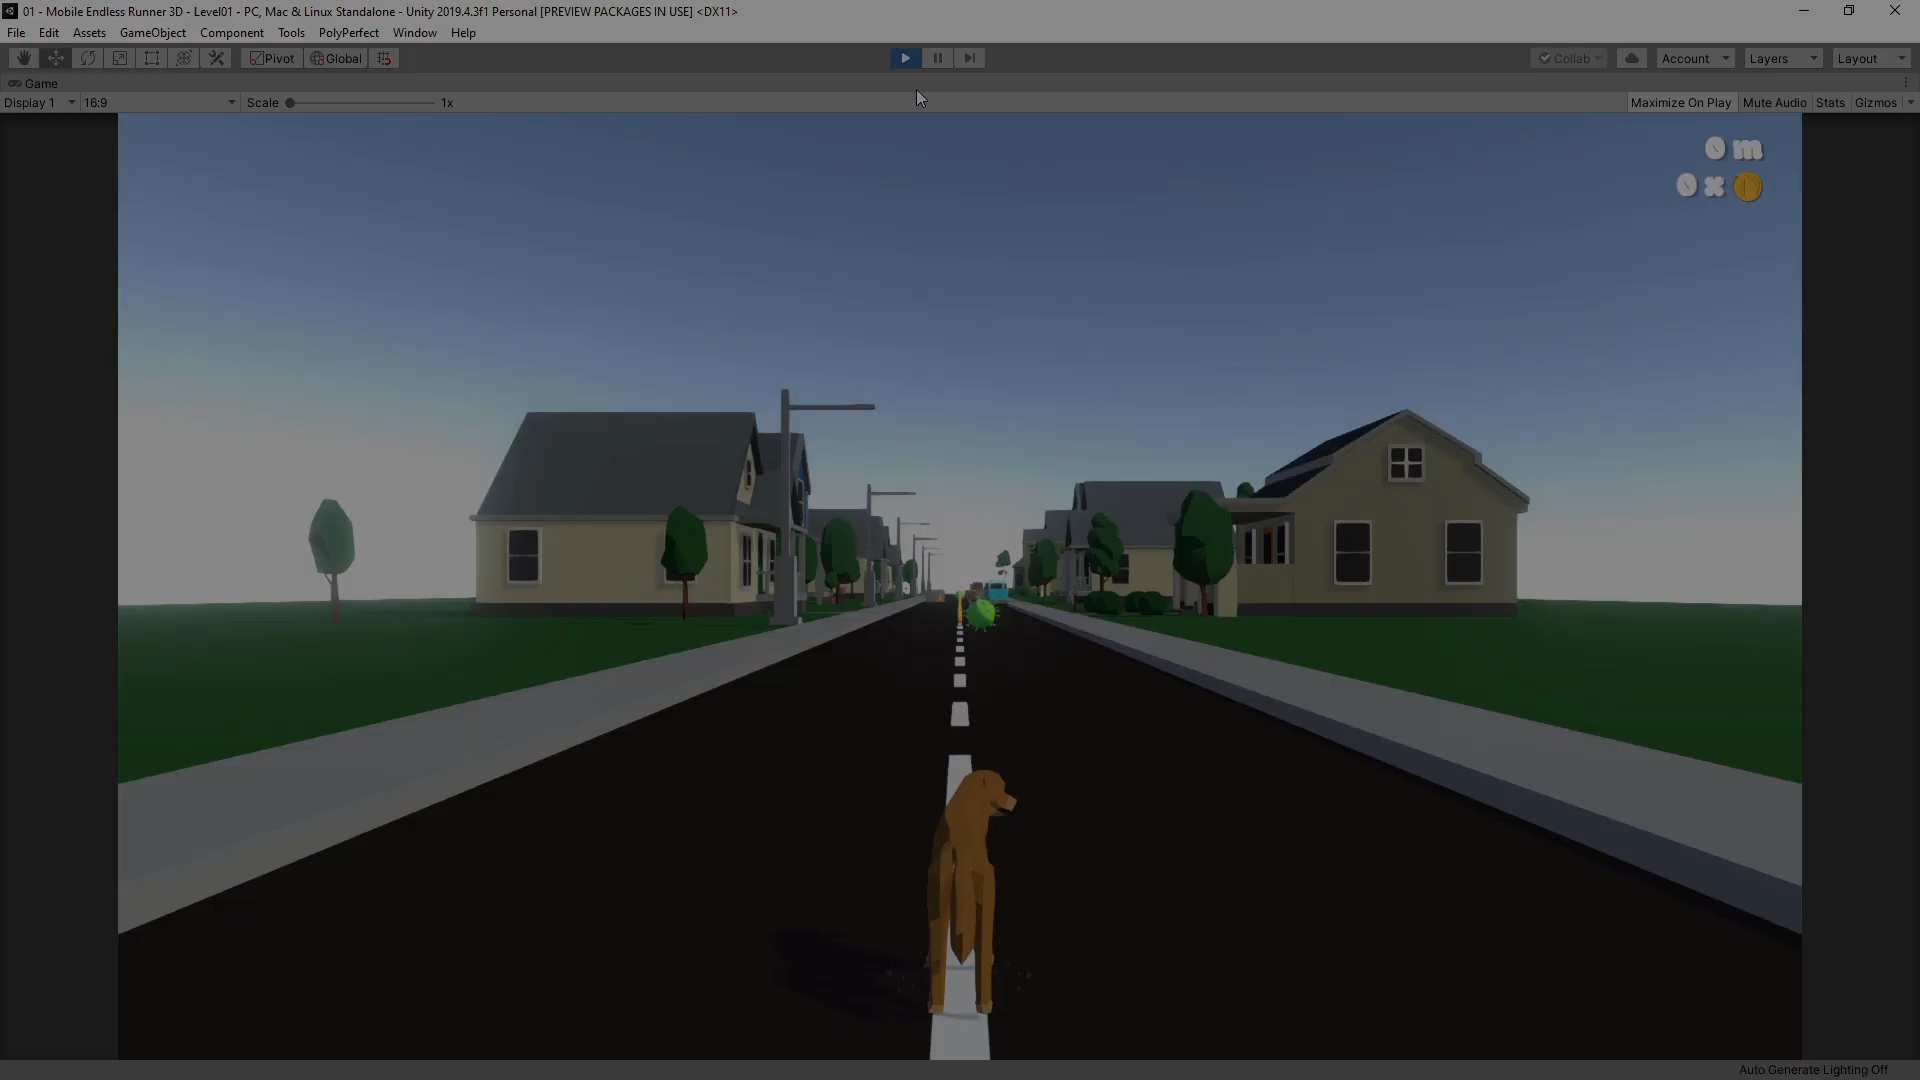 01 - Mobile Endless Runner 3D - Level01 - PC, Mac & Linux Standalone - Unity 2019.4.3f1 Personal [PREVIEW PACKAGES IN USE] <DX11>
File Edit Assets GameObject Component Tools PolyPerfect Window Help
Pivot Global Collab Account Layers Layout
Game
Display 1 16:9 Scale 1x Maximize On Play Mute Audio Stats Gizmos
0 m
0 x
Auto Generate Lighting Off